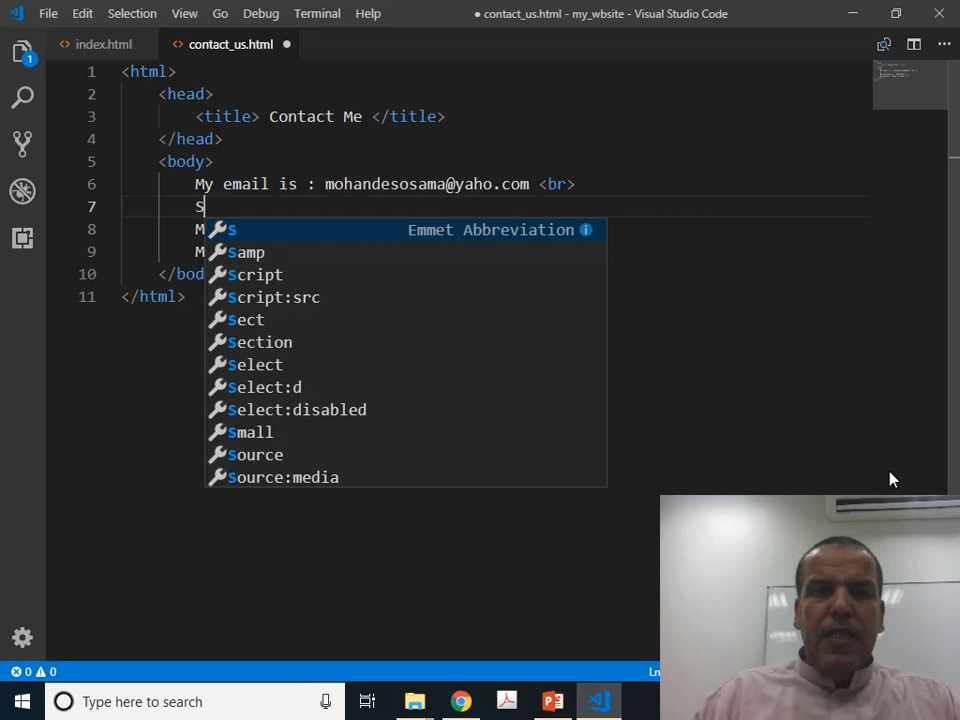 File Edit Selection View Go Debug Terminal Help ● contact_us.html - my_wbsite - Visual Studio Code
<> index.html <> contact_us.html ●
1 <html>
2 <head>
3 <title> Contact Me </title>
4 </head>
5 <body>
6 My email is : mohandesosama@yaho.com <br>
7 S
8 M
9 M
10 </bod
11 </html>
S Emmet Abbreviation
Samp
Script
Script:src
Sect
Section
Select
Select:d
Select:disabled
Small
Source
Source:media
1
0 0 Ln
Type here to search